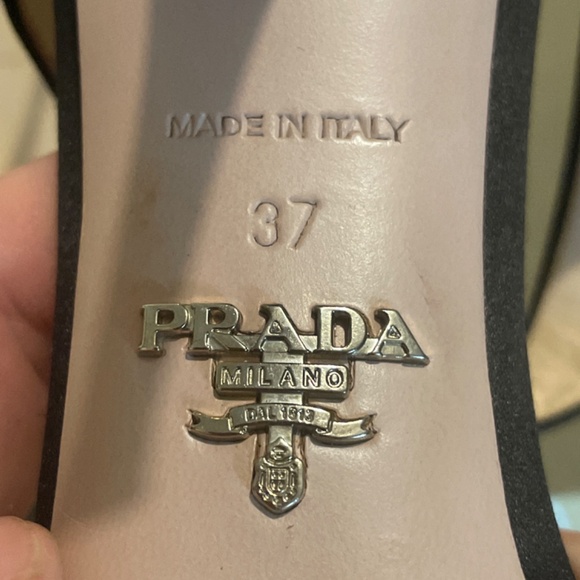 MADE IN ITALY
37
PRADA
MILANO
DAL 1913